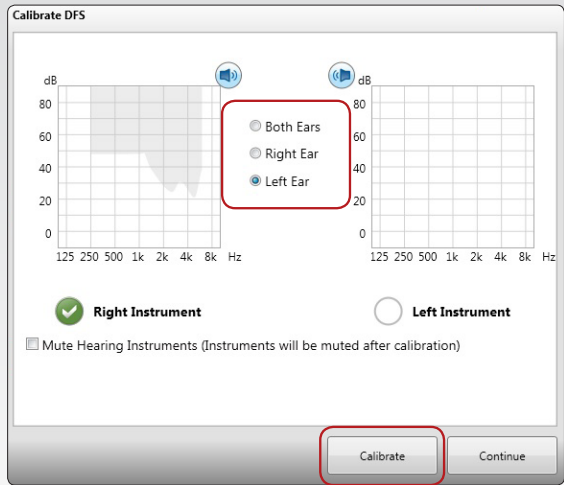 Calibrate DFS
dB
80
60
40
20
0
125 250 500 1k 2k 4k 8k Hz
Both Ears
Right Ear
Left Ear
dB
80
60
40
20
0
125 250 500 1k 2k 4k 8k Hz
Right Instrument
Left Instrument
Mute Hearing Instruments (Instruments will be muted after calibration)
Calibrate
Continue